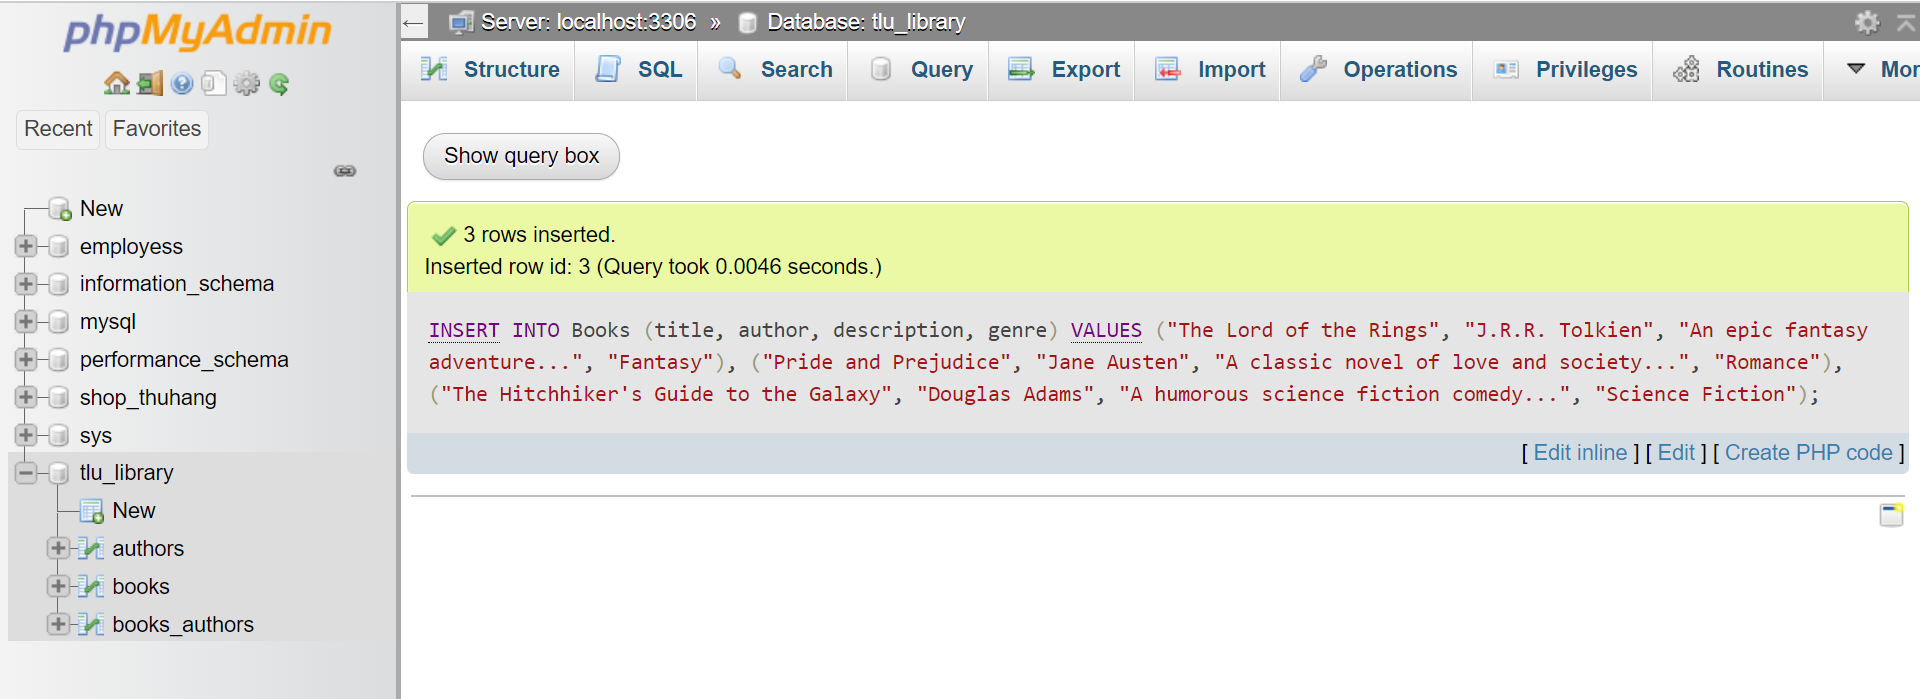 phpMyAdmin
Recent Favorites
New
employess
information_schema
mysql
performance_schema
shop_thuhang
sys
tlu_library
New
authors
books
books_authors
Server: localhost:3306 » Database: tlu_library
Structure SQL Search Query Export Import Operations Privileges Routines Mor
Show query box
3 rows inserted.
Inserted row id: 3 (Query took 0.0046 seconds.)
INSERT INTO Books (title, author, description, genre) VALUES ("The Lord of the Rings", "J.R.R. Tolkien", "An epic fantasy
adventure...", "Fantasy"), ("Pride and Prejudice", "Jane Austen", "A classic novel of love and society...", "Romance"),
("The Hitchhiker's Guide to the Galaxy", "Douglas Adams", "A humorous science fiction comedy...", "Science Fiction");
[ Edit inline ] [ Edit ] [ Create PHP code ]